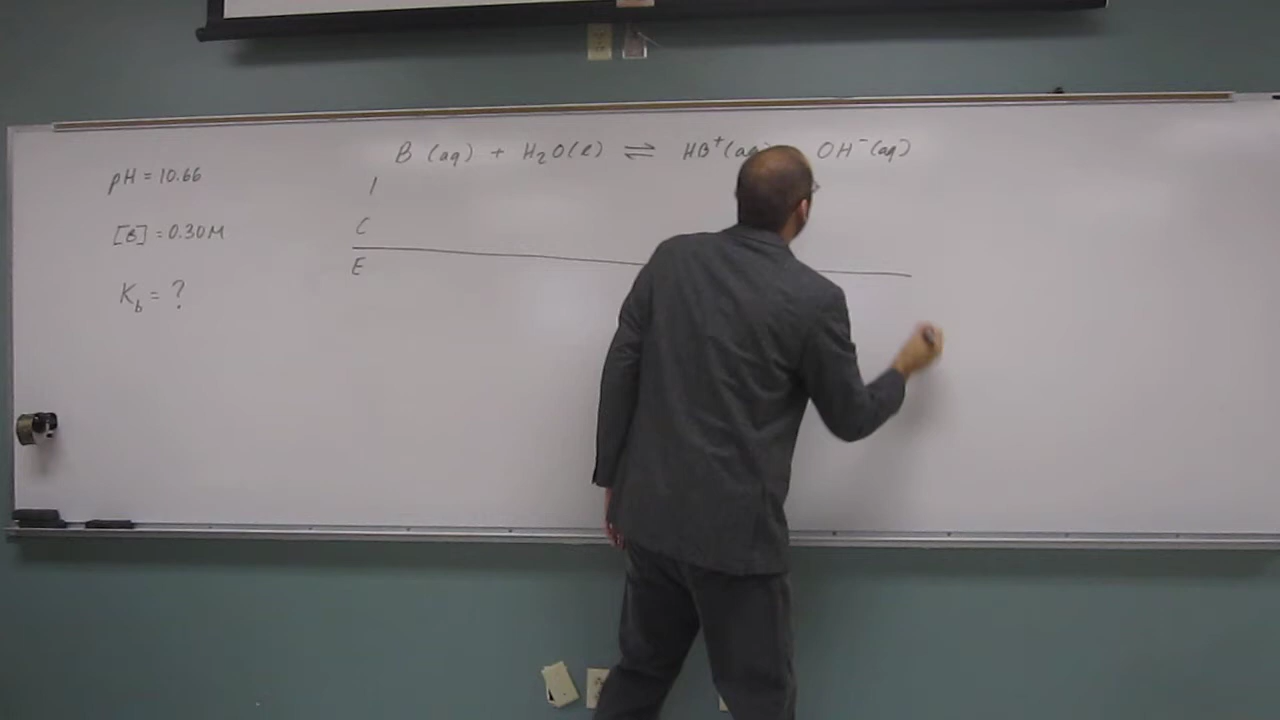 B (aq) + H₂O(l) ⇌ HB⁺(aq) OH⁻(aq)
pH = 10.66
I
[B] = 0.30 M
C
E
K_b = ?